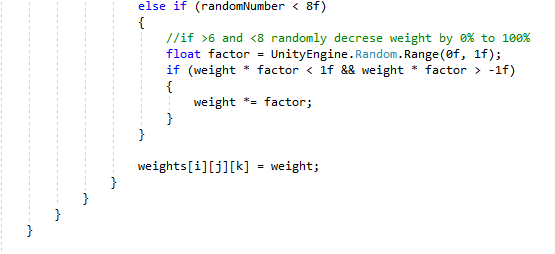 else if (randomNumber < 8f)
{
//if >6 and <8 randomly decrese weight by 0% to 100%
float factor = UnityEngine.Random.Range(0f, 1f);
if (weight * factor < 1f && weight * factor > -1f)
{
weight *= factor;
}
}
weights[i][j][k] = weight;
}
}
}
}